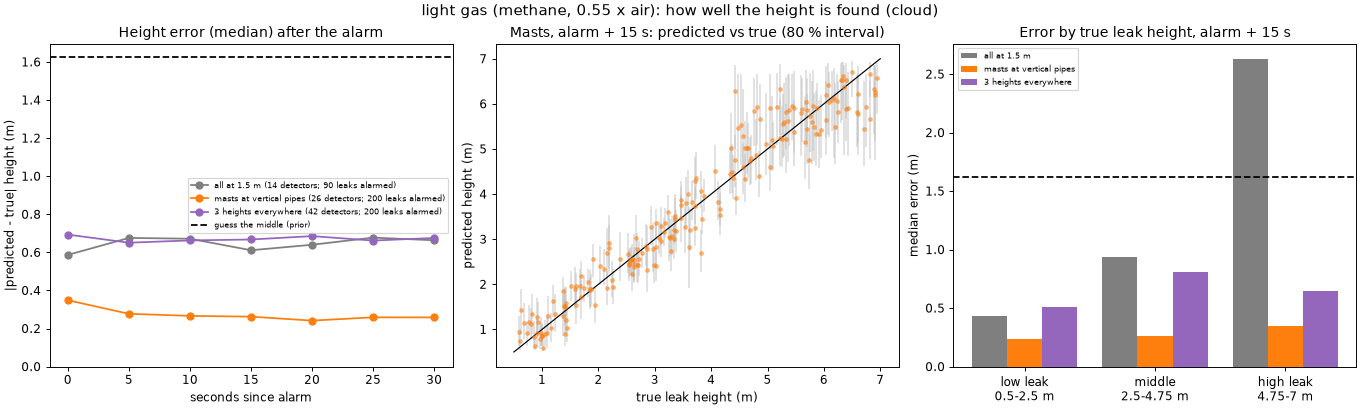 light gas (methane, 0.55 x air): how well the height is found (cloud)
Height error (median) after the alarm
|predicted - true| height (m)
1.6
1.4
1.2
1.0
0.8
0.6
0.4
0.2
0.0
all at 1.5 m (14 detectors; 90 leaks alarmed)
masts at vertical pipes (26 detectors; 200 leaks alarmed)
3 heights everywhere (42 detectors; 200 leaks alarmed)
guess the middle (prior)
0 5 10 15 20 25 30
seconds since alarm
Masts, alarm + 15 s: predicted vs true (80 % interval)
predicted height (m)
7
6
5
4
3
2
1
1 2 3 4 5 6 7
true leak height (m)
Error by true leak height, alarm + 15 s
median error (m)
2.5
2.0
1.5
1.0
0.5
0.0
all at 1.5 m
masts at vertical pipes
3 heights everywhere
low leak
0.5-2.5 m
middle
2.5-4.75 m
high leak
4.75-7 m